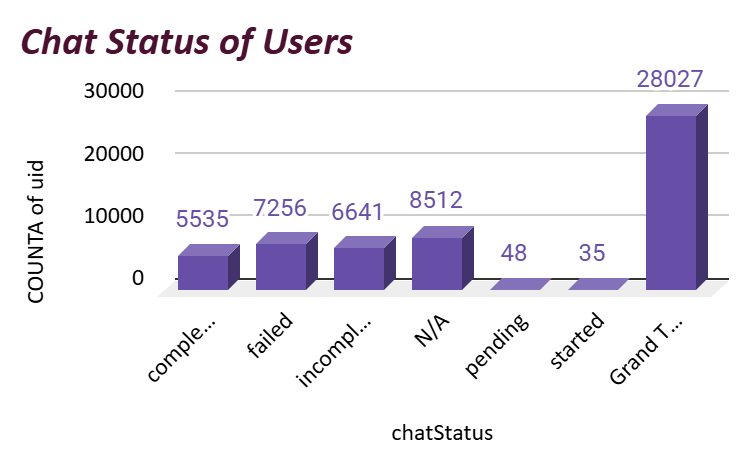 Chat Status of Users
28027
30000
20000
10000
0
5535
7256
6641
8512
48
35
COUNTA of uid
comple...
failed
incompl...
N/A
pending
started
Grand T...
chatStatus